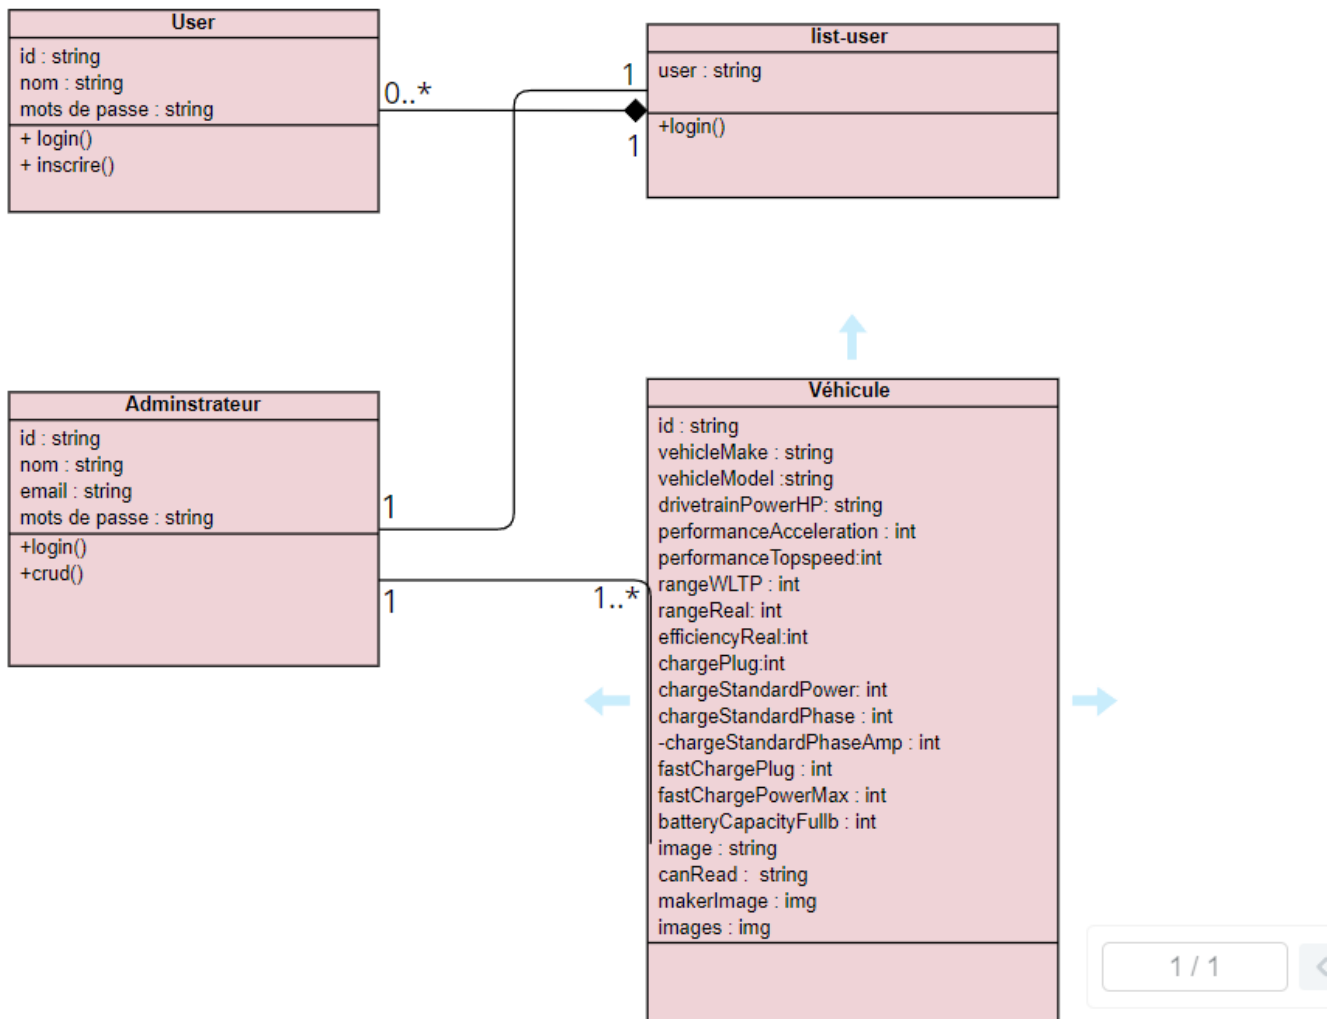 User
id : string
nom : string
mots de passe : string
+ login()
+ inscrire()
0..*
1
1
list-user
user : string
+login()
Adminstrateur
id : string
nom : string
email : string
mots de passe : string
+login()
+crud()
1
1
1..*
Véhicule
id : string
vehicleMake : string
vehicleModel :string
drivetrainPowerHP: string
performanceAcceleration : int
performanceTopspeed:int
rangeWLTP : int
rangeReal: int
efficiencyReal:int
chargePlug:int
chargeStandardPower: int
chargeStandardPhase : int
-chargeStandardPhaseAmp : int
fastChargePlug : int
fastChargePowerMax : int
batteryCapacityFullb : int
image : string
canRead :  string
makerImage : img
images : img
1 / 1